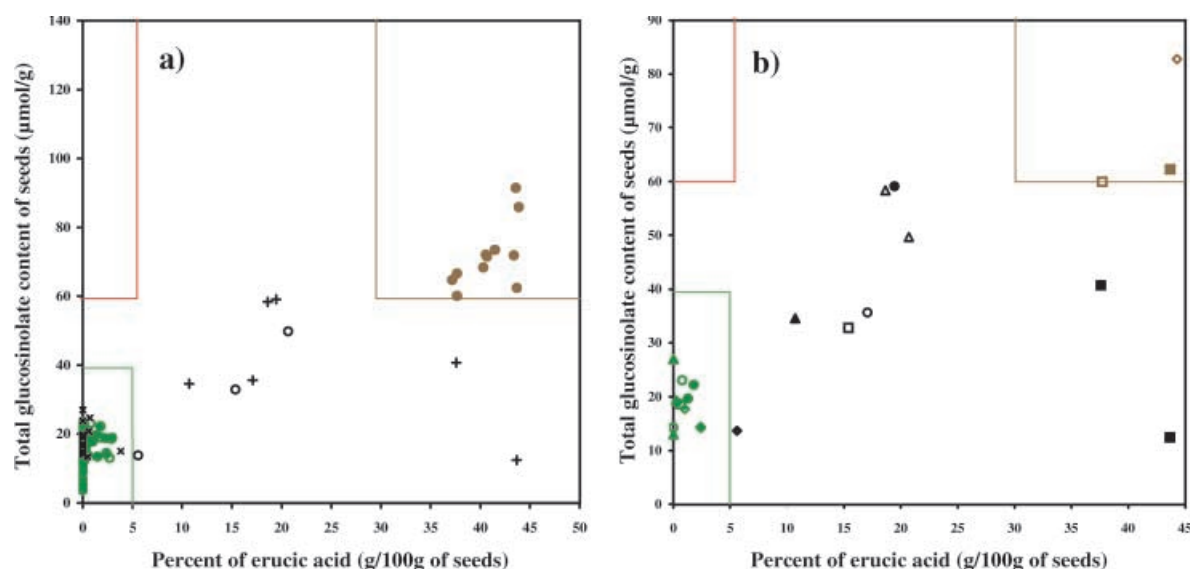 a)
Total glucosinolate content of seeds (µmol/g)
140
120
100
80
60
40
20
0
0 5 10 15 20 25 30 35 40 45 50
Percent of erucic acid (g/100g of seeds)
b)
Total glucosinolate content of seeds (µmol/g)
90
80
70
60
50
40
30
20
10
0
0 5 10 15 20 25 30 35 40 45
Percent of erucic acid (g/100g of seeds)